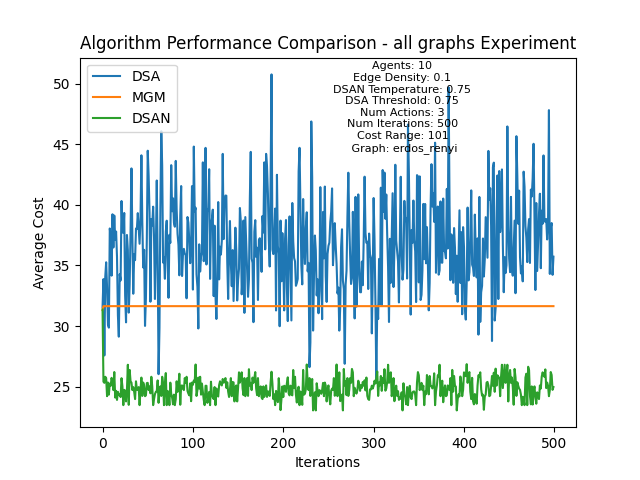 Algorithm Performance Comparison - all graphs Experiment
DSA
MGM
DSAN
Agents: 10
Edge Density: 0.1
DSAN Temperature: 0.75
DSA Threshold: 0.75
Num Actions: 3
Num Iterations: 500
Cost Range: 101
Graph: erdos_renyi
Average Cost
50
45
40
35
30
25
0
100
200
300
400
500
Iterations